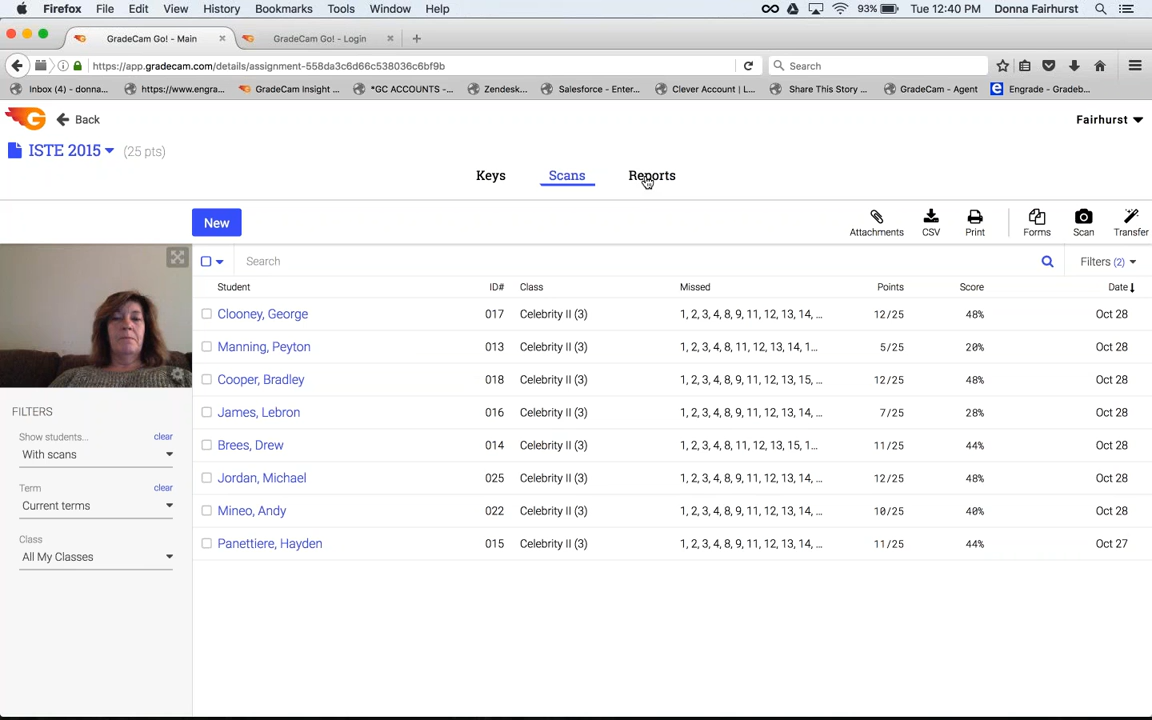 Firefox File Edit View History Bookmarks Tools Window Help 93% Tue 12:40 PM Donna Fairhurst
GradeCam Go! - Main × GradeCam Go! - Login × +
https://app.gradecam.com/details/assignment-558da3c6d66c538036c6bf9b Search
Inbox (4) - donna... https://www.engra... GradeCam Insight ... *GC ACCOUNTS -... Zendesk... Salesforce - Enter... Clever Account | L... Share This Story ... GradeCam - Agent Engrade - Gradeb...
G Back Fairhurst
ISTE 2015 (25 pts)
Keys Scans Reports
New Attachments CSV Print Forms Scan Transfer
Search Filters (2)
Student ID# Class Missed Points Score Date
Clooney, George 017 Celebrity II (3) 1, 2, 3, 4, 8, 9, 11, 12, 13, 14, ... 12/25 48% Oct 28
Manning, Peyton 013 Celebrity II (3) 1, 2, 3, 4, 8, 11, 12, 13, 14, 1... 5/25 20% Oct 28
Cooper, Bradley 018 Celebrity II (3) 1, 2, 3, 4, 8, 9, 11, 12, 13, 15, ... 12/25 48% Oct 28
James, Lebron 016 Celebrity II (3) 1, 2, 3, 4, 8, 9, 11, 12, 13, 14, ... 7/25 28% Oct 28
Brees, Drew 014 Celebrity II (3) 1, 2, 3, 4, 8, 9, 11, 12, 13, 15, 1... 11/25 44% Oct 28
Jordan, Michael 025 Celebrity II (3) 1, 2, 3, 4, 8, 9, 11, 12, 13, 14, ... 12/25 48% Oct 28
Mineo, Andy 022 Celebrity II (3) 1, 2, 3, 4, 8, 9, 11, 12, 13, 14, ... 10/25 40% Oct 28
Panettiere, Hayden 015 Celebrity II (3) 1, 2, 3, 4, 8, 9, 11, 12, 13, 14, ... 11/25 44% Oct 27
FILTERS
Show students... clear
With scans
Term clear
Current terms
Class
All My Classes